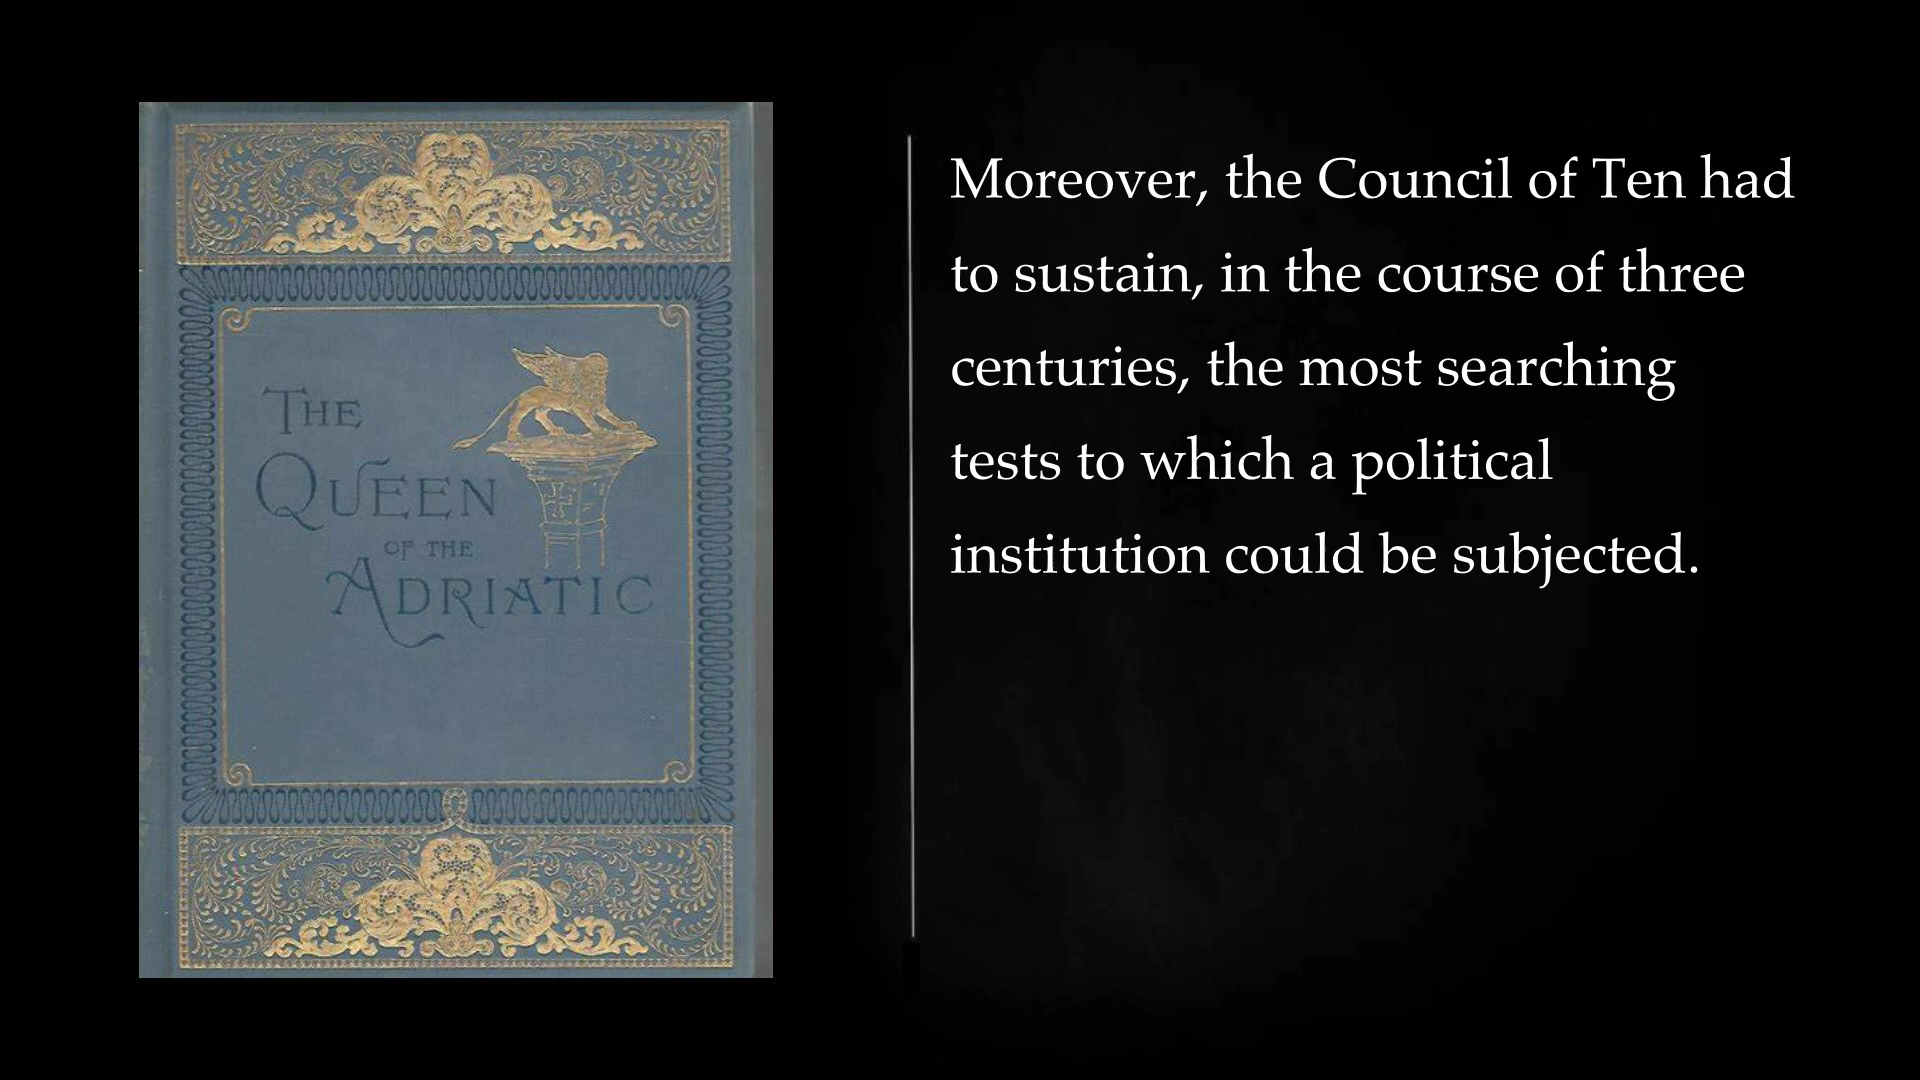 THE
QUEEN
OF THE
ADRIATIC
Moreover, the Council of Ten had
to sustain, in the course of three
centuries, the most searching
tests to which a political
institution could be subjected.